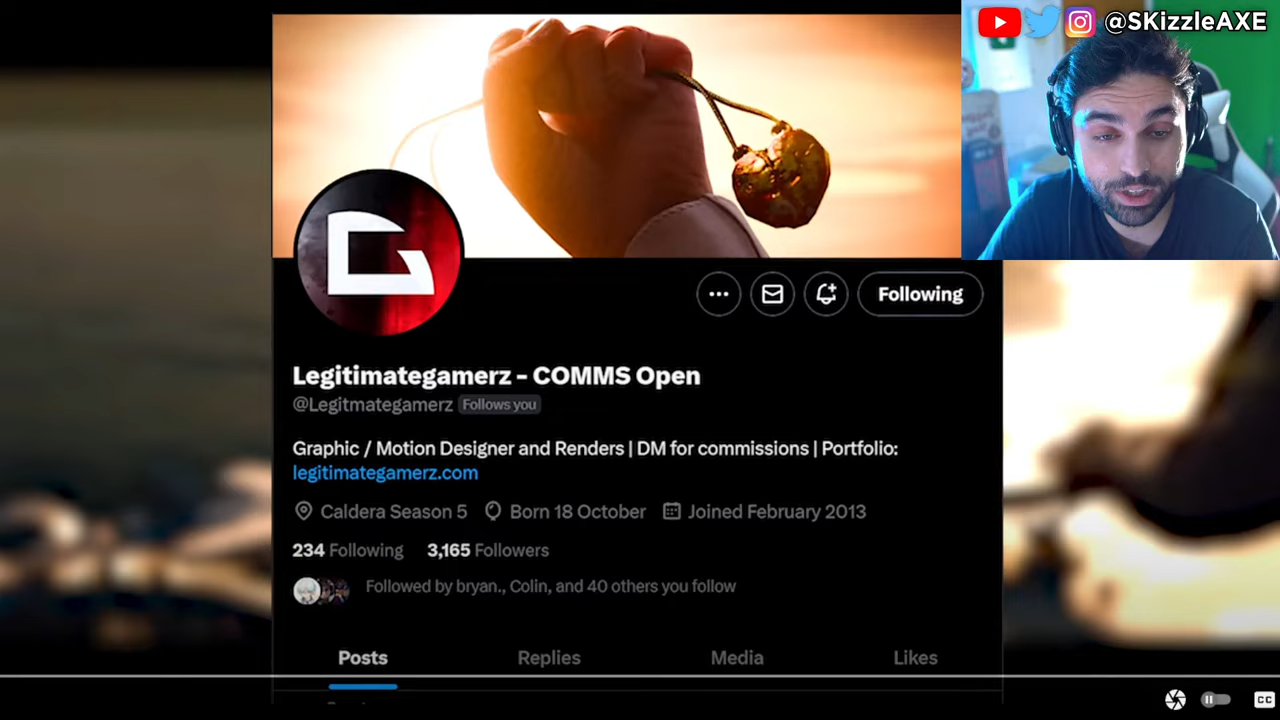 @SKizzleAXE
Following
Legitimategamerz - COMMS Open
@Legitmategamerz Follows you
Graphic / Motion Designer and Renders | DM for commissions | Portfolio:
legitimategamerz.com
Caldera Season 5 Born 18 October Joined February 2013
234 Following 3,165 Followers
Followed by bryan., Colin, and 40 others you follow
Posts Replies Media Likes
CC